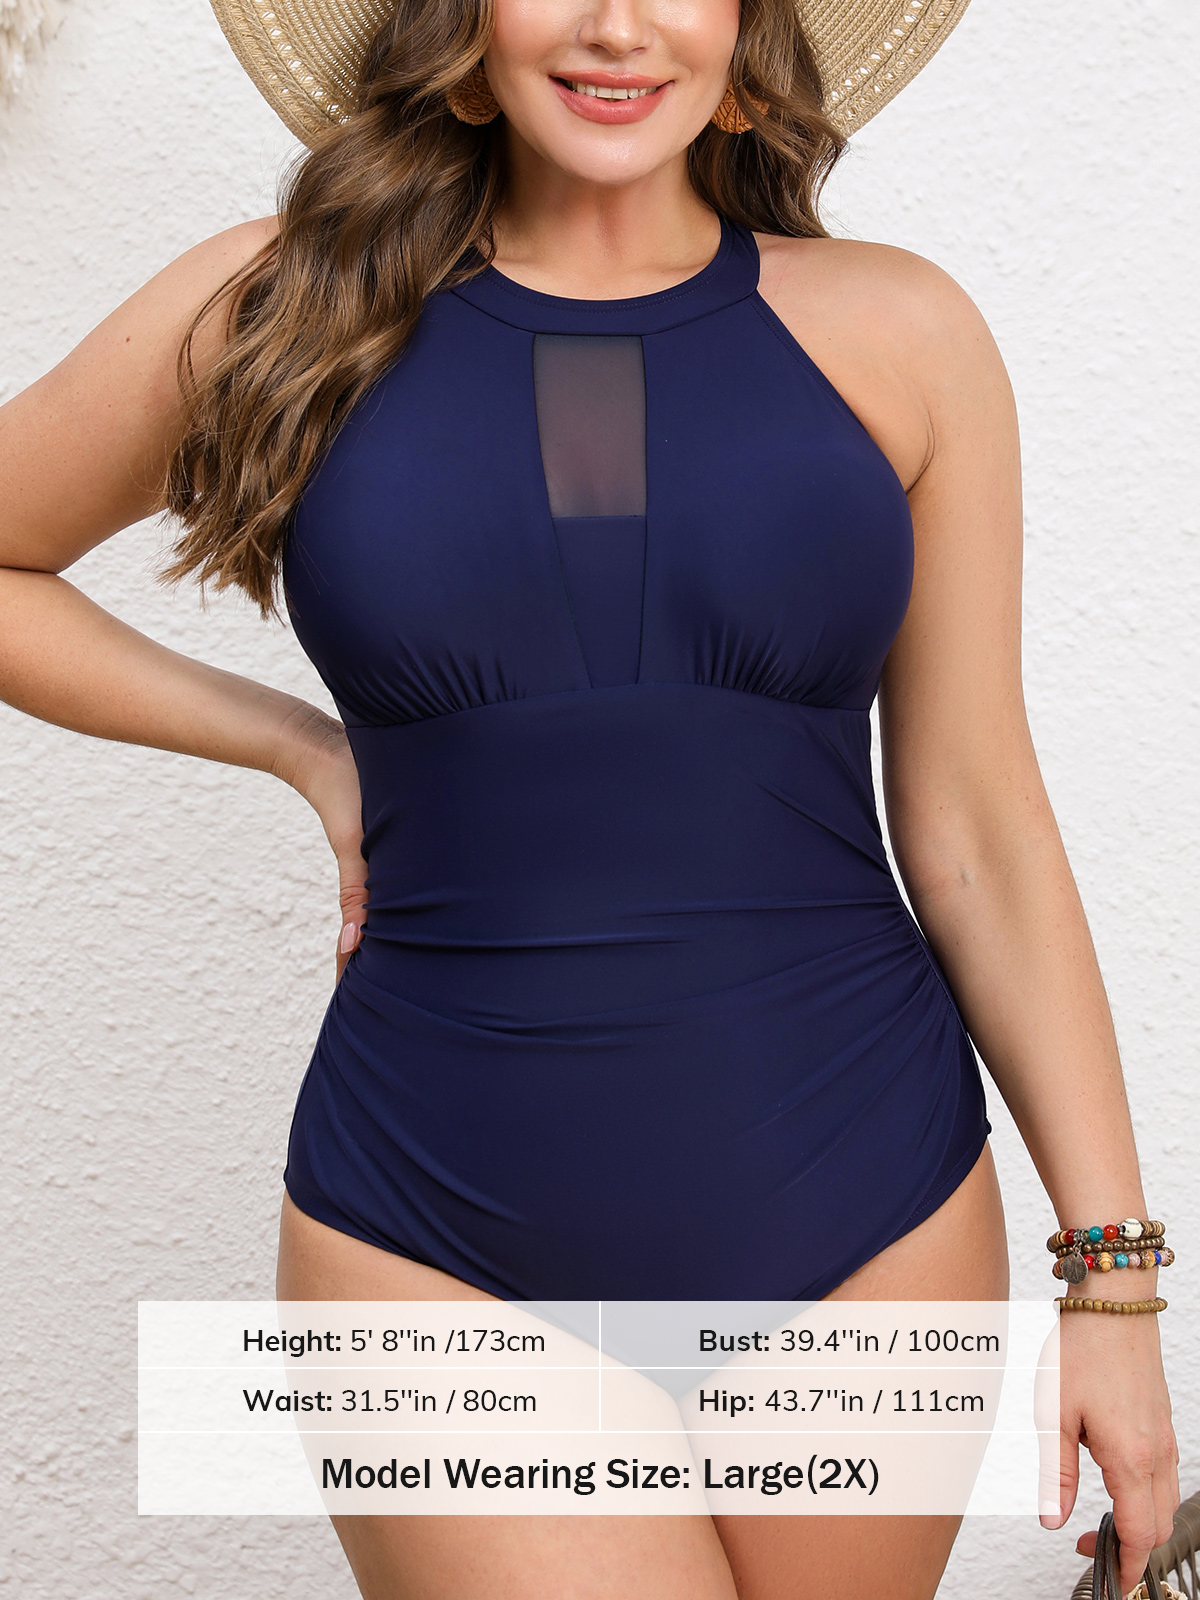 Height: 5' 8''in /173cm
Bust: 39.4''in / 100cm
Waist: 31.5''in / 80cm
Hip: 43.7''in / 111cm
Model Wearing Size: Large(2X)